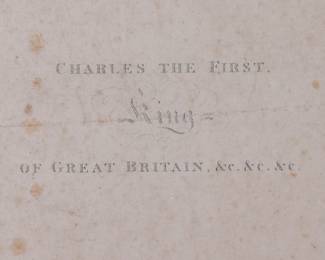 CHARLES THE FIRST.
King=
OF GREAT BRITAIN, &c. &c. &c.